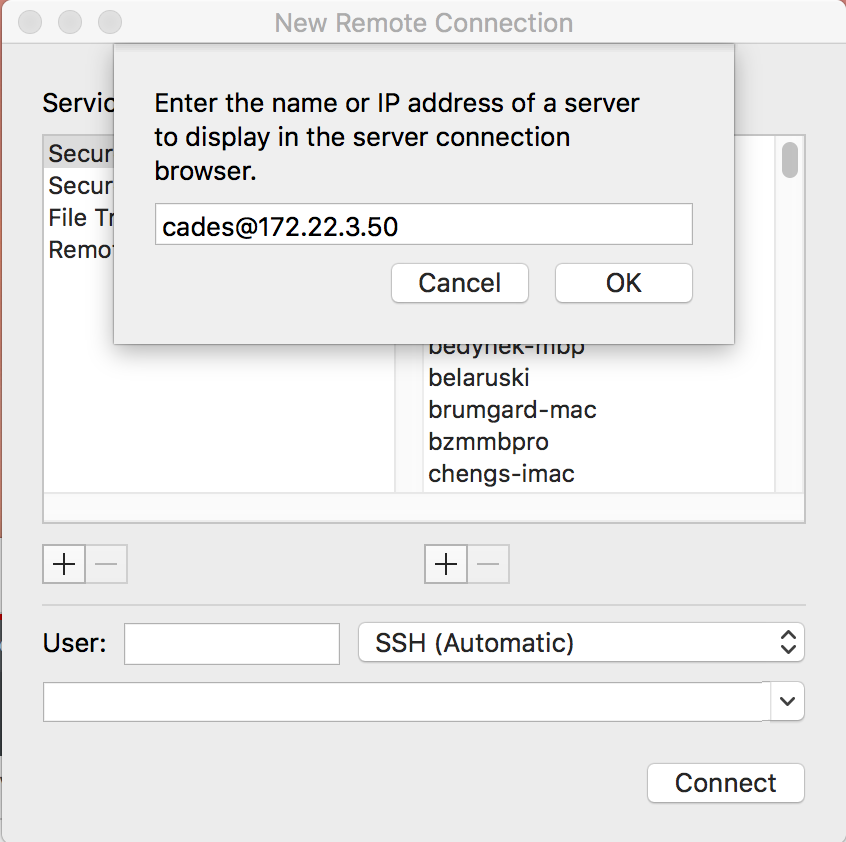 New Remote Connection
Enter the name or IP address of a server
to display in the server connection
browser.
cades@172.22.3.50
Cancel
OK
Servic
Secur
Secur
File Tr
Remot
bedynek-mbp
belaruski
brumgard-mac
bzmmbpro
chengs-imac
User:
SSH (Automatic)
Connect